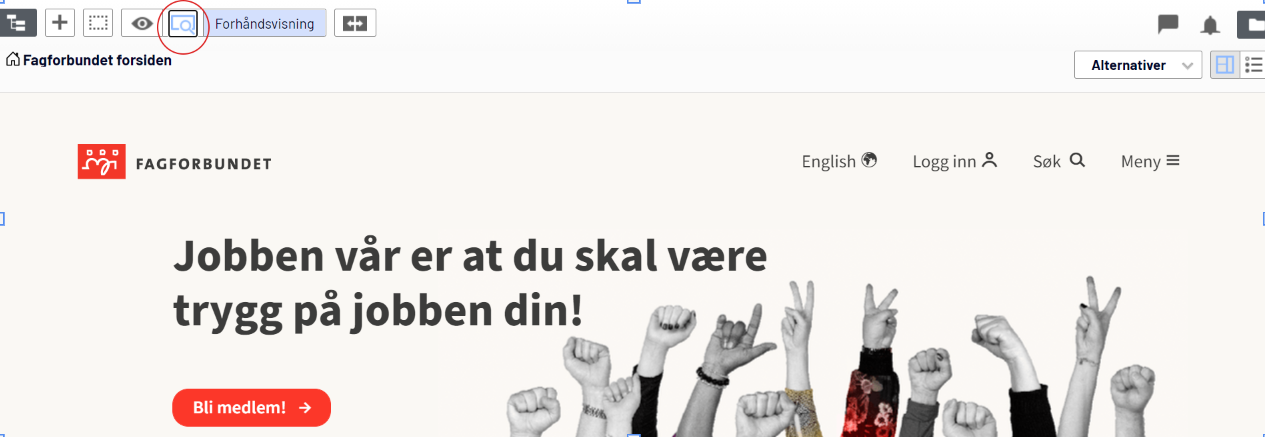 Forhåndsvisning
Fagforbundet forsiden
Alternativer
FAGFORBUNDET
English
Logg inn
Søk
Meny
Jobben vår er at du skal være
trygg på jobben din!
Bli medlem!